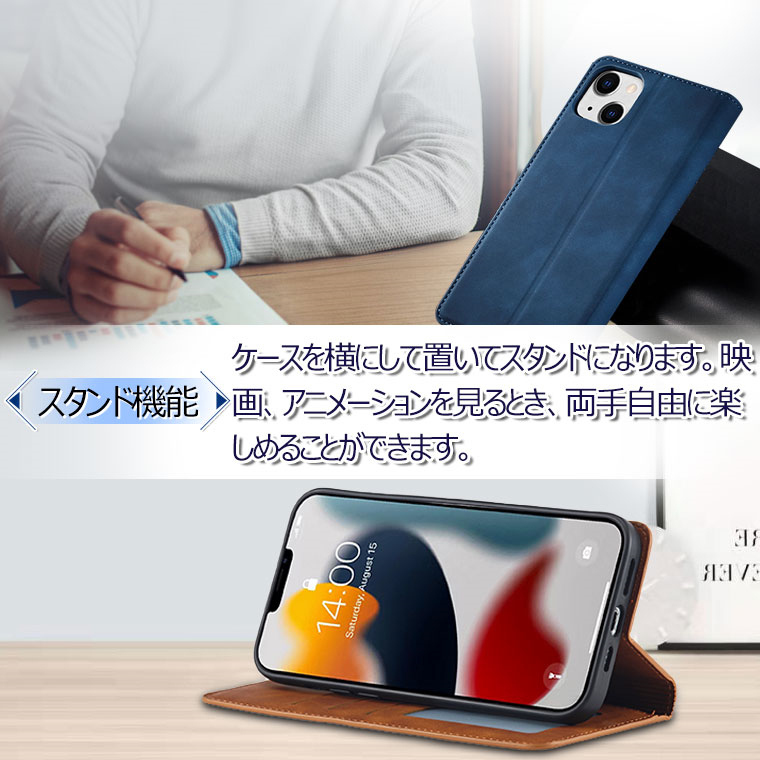 ケースを横にして置いてスタンドになります。映
スタンド機能
画、アニメーションを見るとき、両手自由に楽
しめることができます。
14:00
Saturday, August 15
RE
EVER